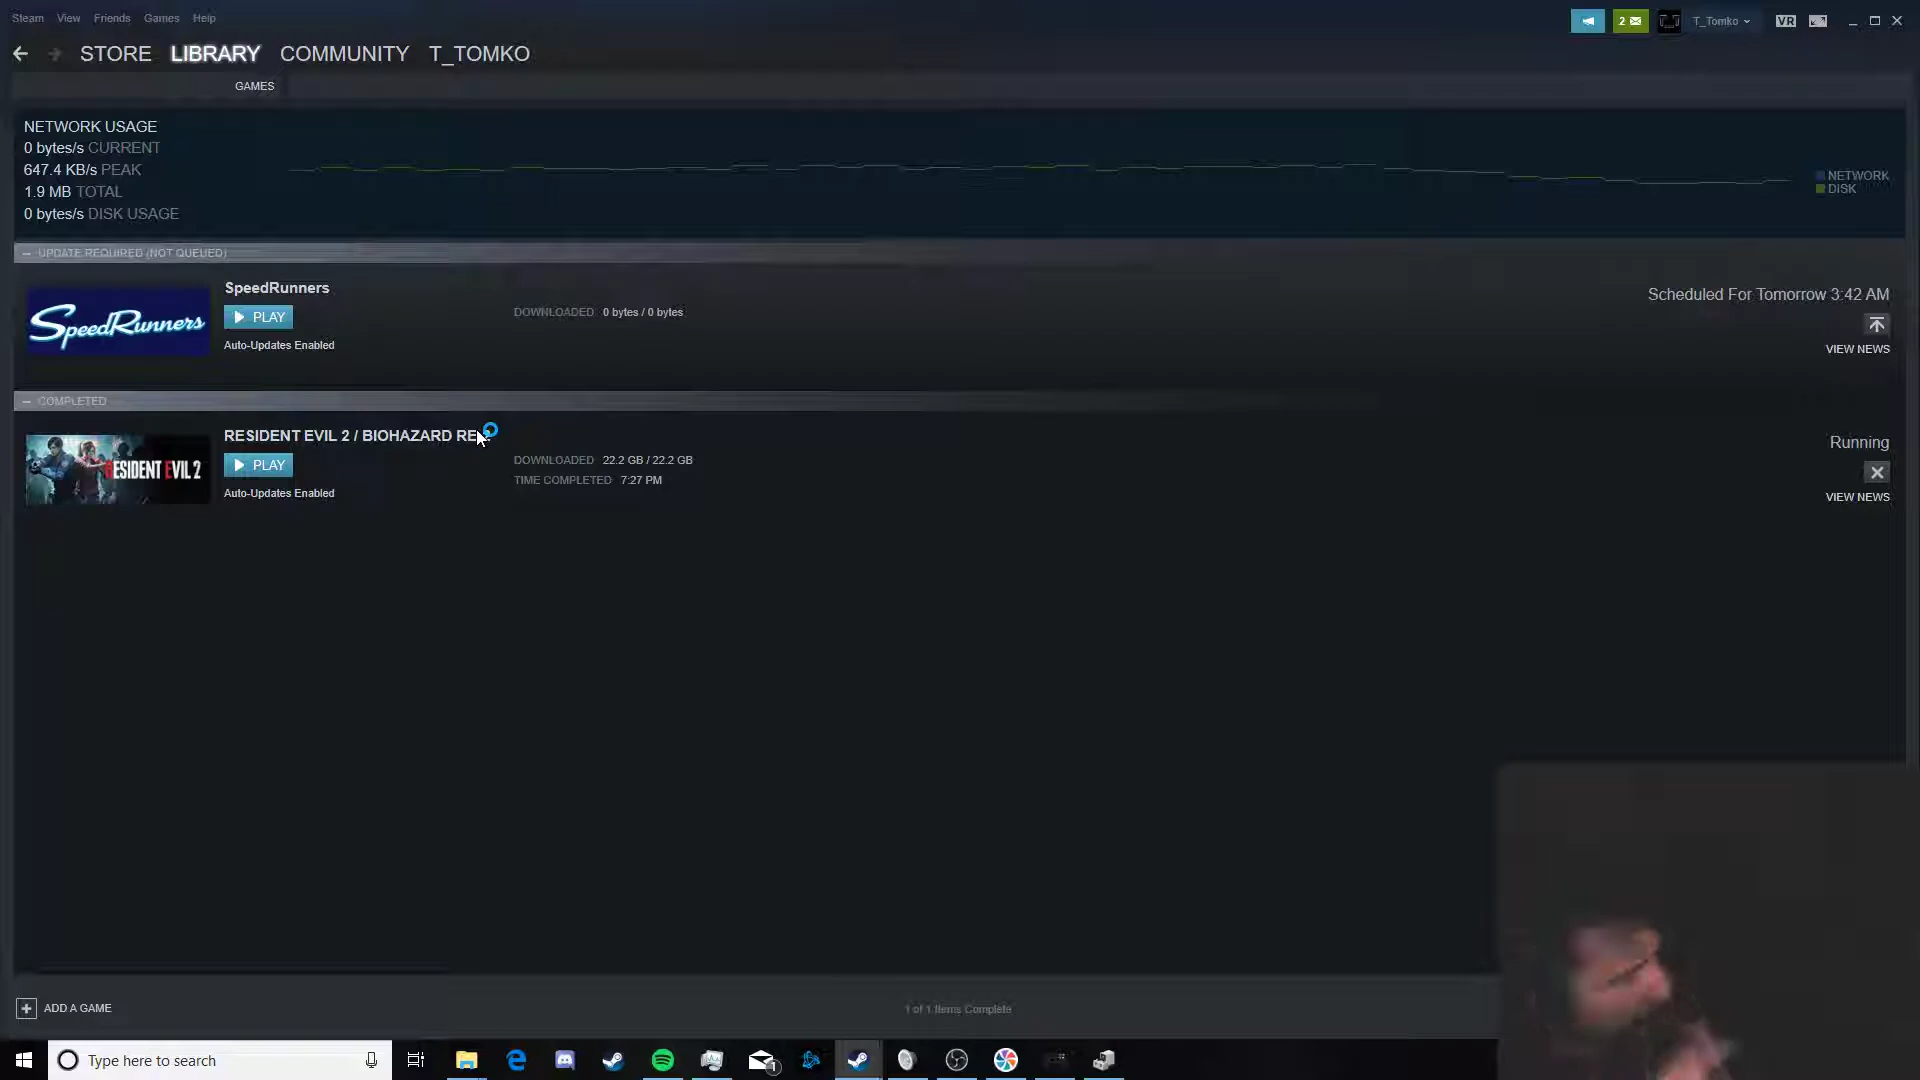 Steam View Friends Games Help
2 T_Tomko VR
STORE LIBRARY COMMUNITY T_TOMKO
GAMES
NETWORK USAGE
0 bytes/s CURRENT
647.4 KB/s PEAK
1.9 MB TOTAL
0 bytes/s DISK USAGE
NETWORK
DISK
UPDATE REQUIRED (NOT QUEUED)
SpeedRunners
SpeedRunners
PLAY
Auto-Updates Enabled
DOWNLOADED 0 bytes / 0 bytes
Scheduled For Tomorrow 3:42 AM
VIEW NEWS
COMPLETED
RESIDENT EVIL 2
RESIDENT EVIL 2 / BIOHAZARD
PLAY
Auto-Updates Enabled
DOWNLOADED 22.2 GB / 22.2 GB
TIME COMPLETED 7:27 PM
Running
VIEW NEWS
ADD A GAME
1 of 1 Items Complete
Type here to search
1